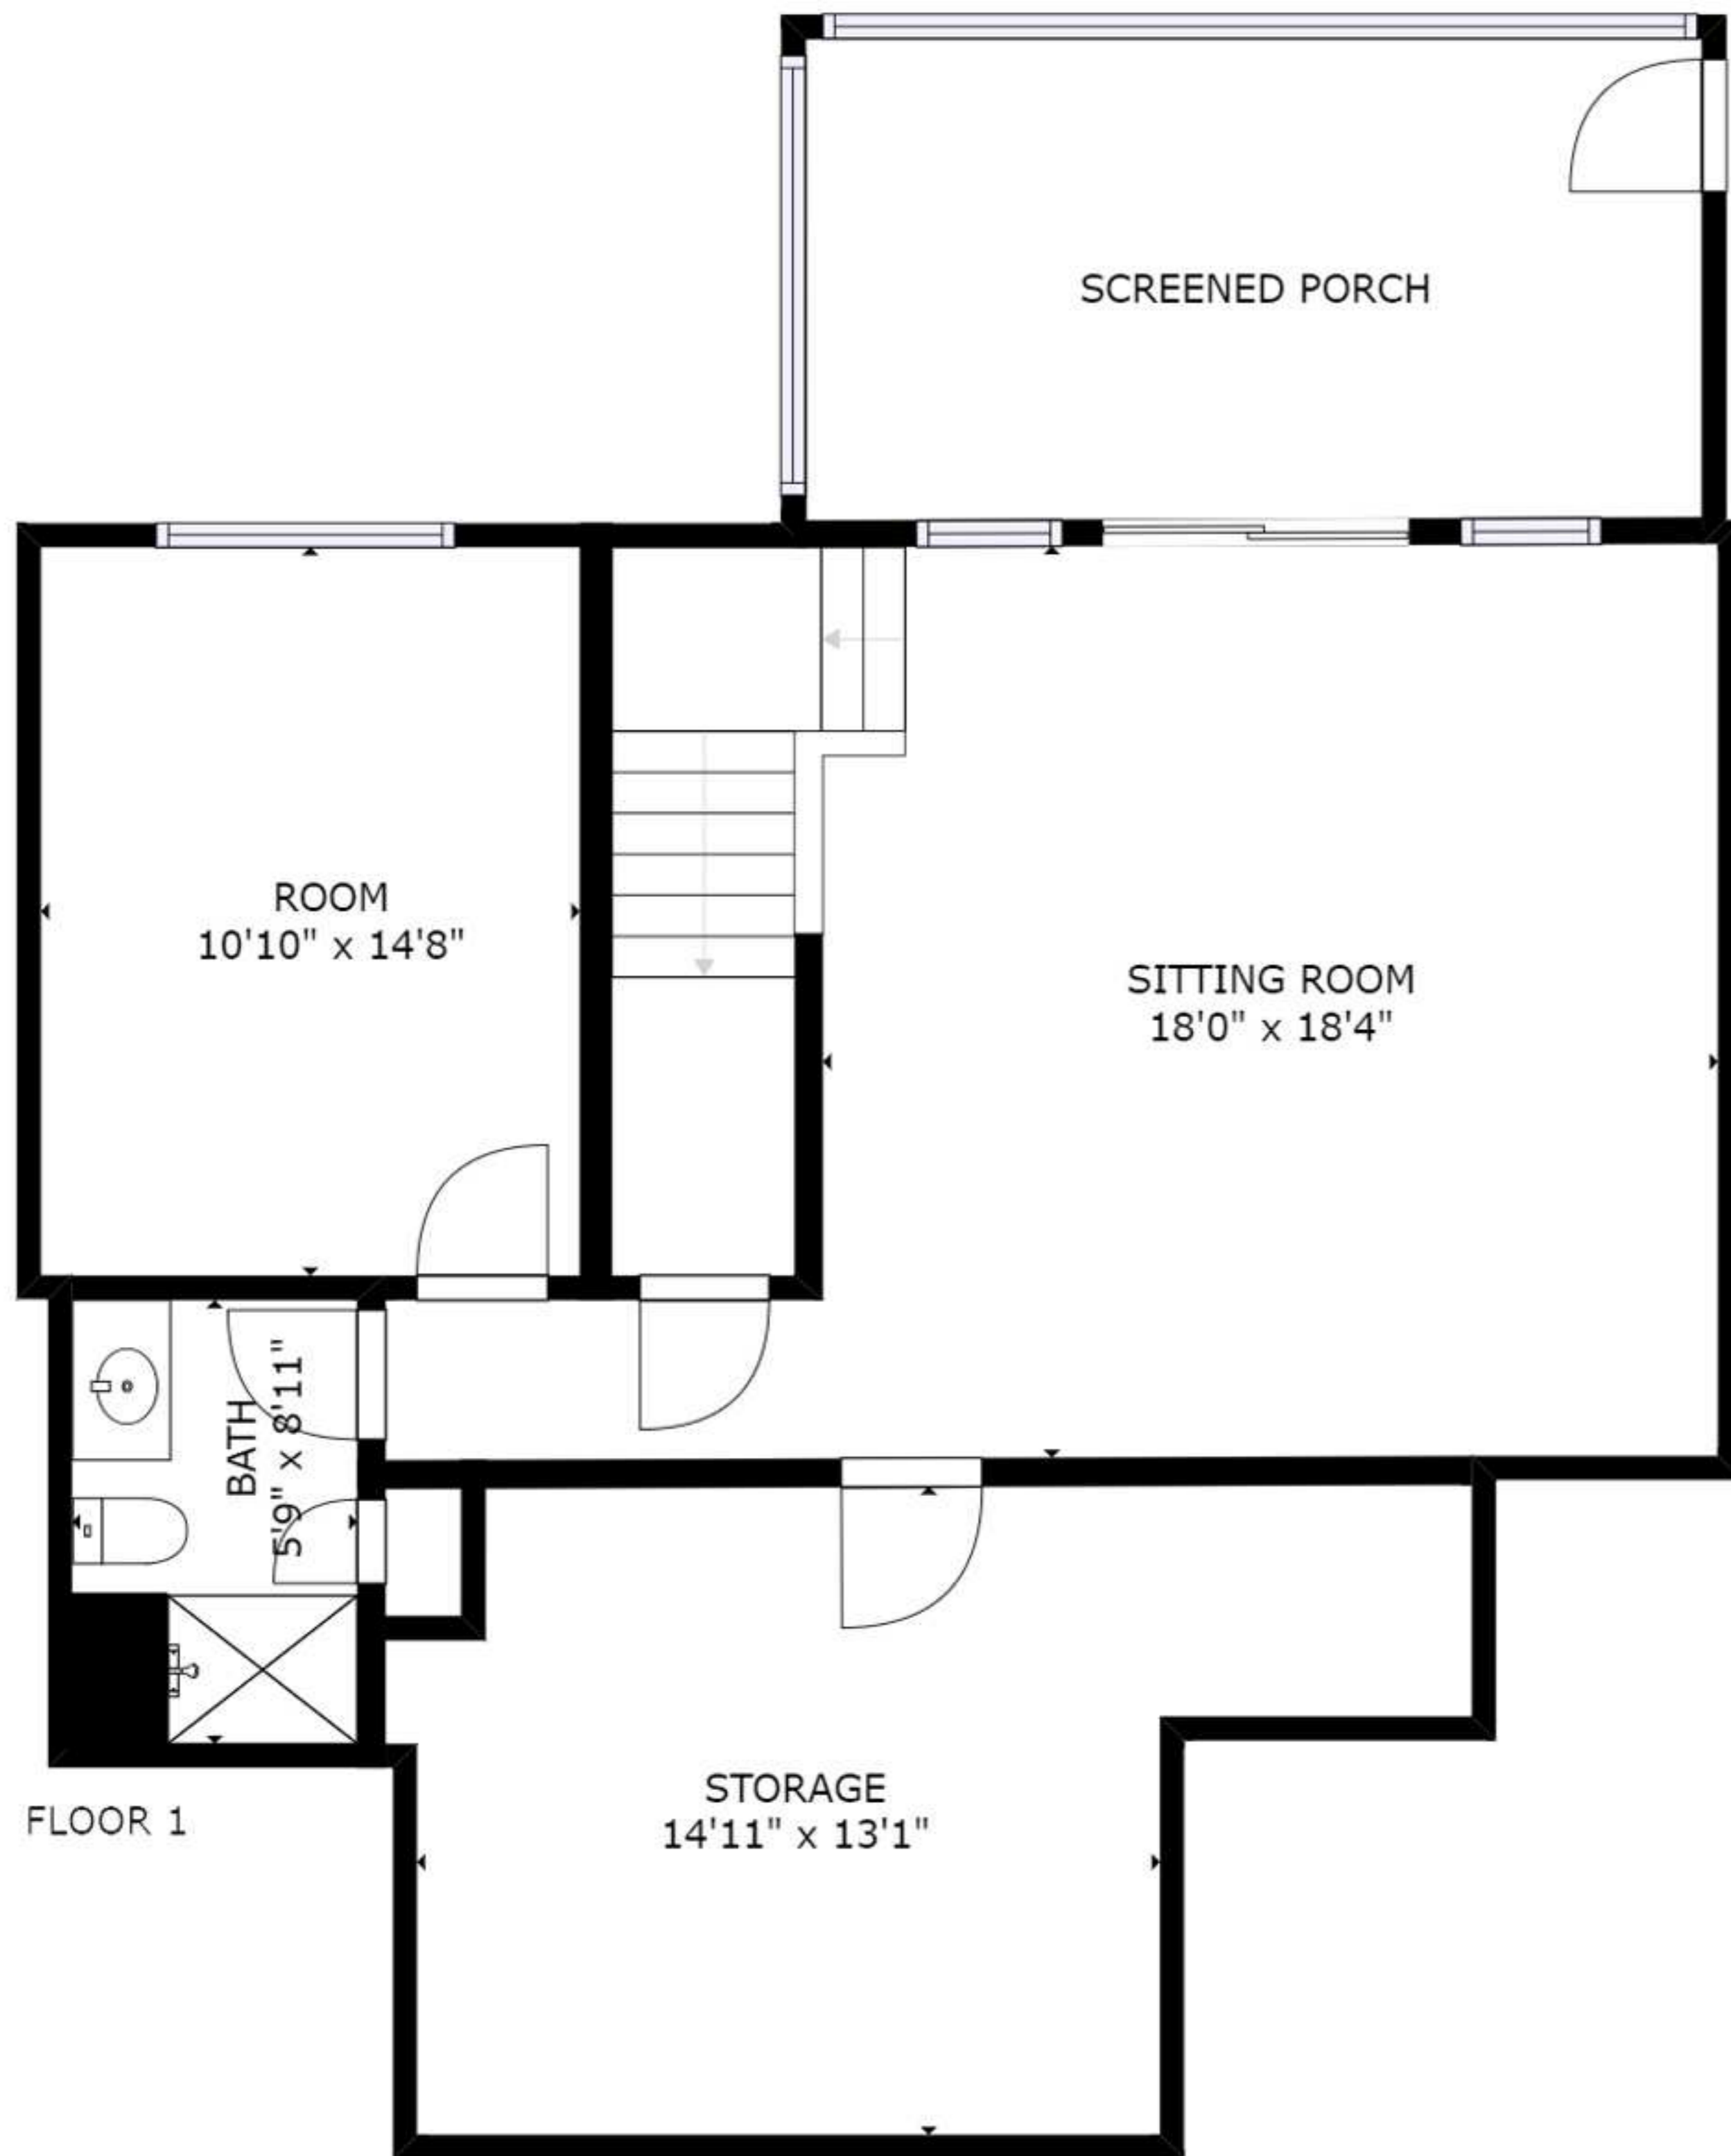 SCREENED PORCH
ROOM
10'10" x 14'8"
SITTING ROOM
18'0" x 18'4"
BATH
5'9" x 8'11"
STORAGE
14'11" x 13'1"
FLOOR 1